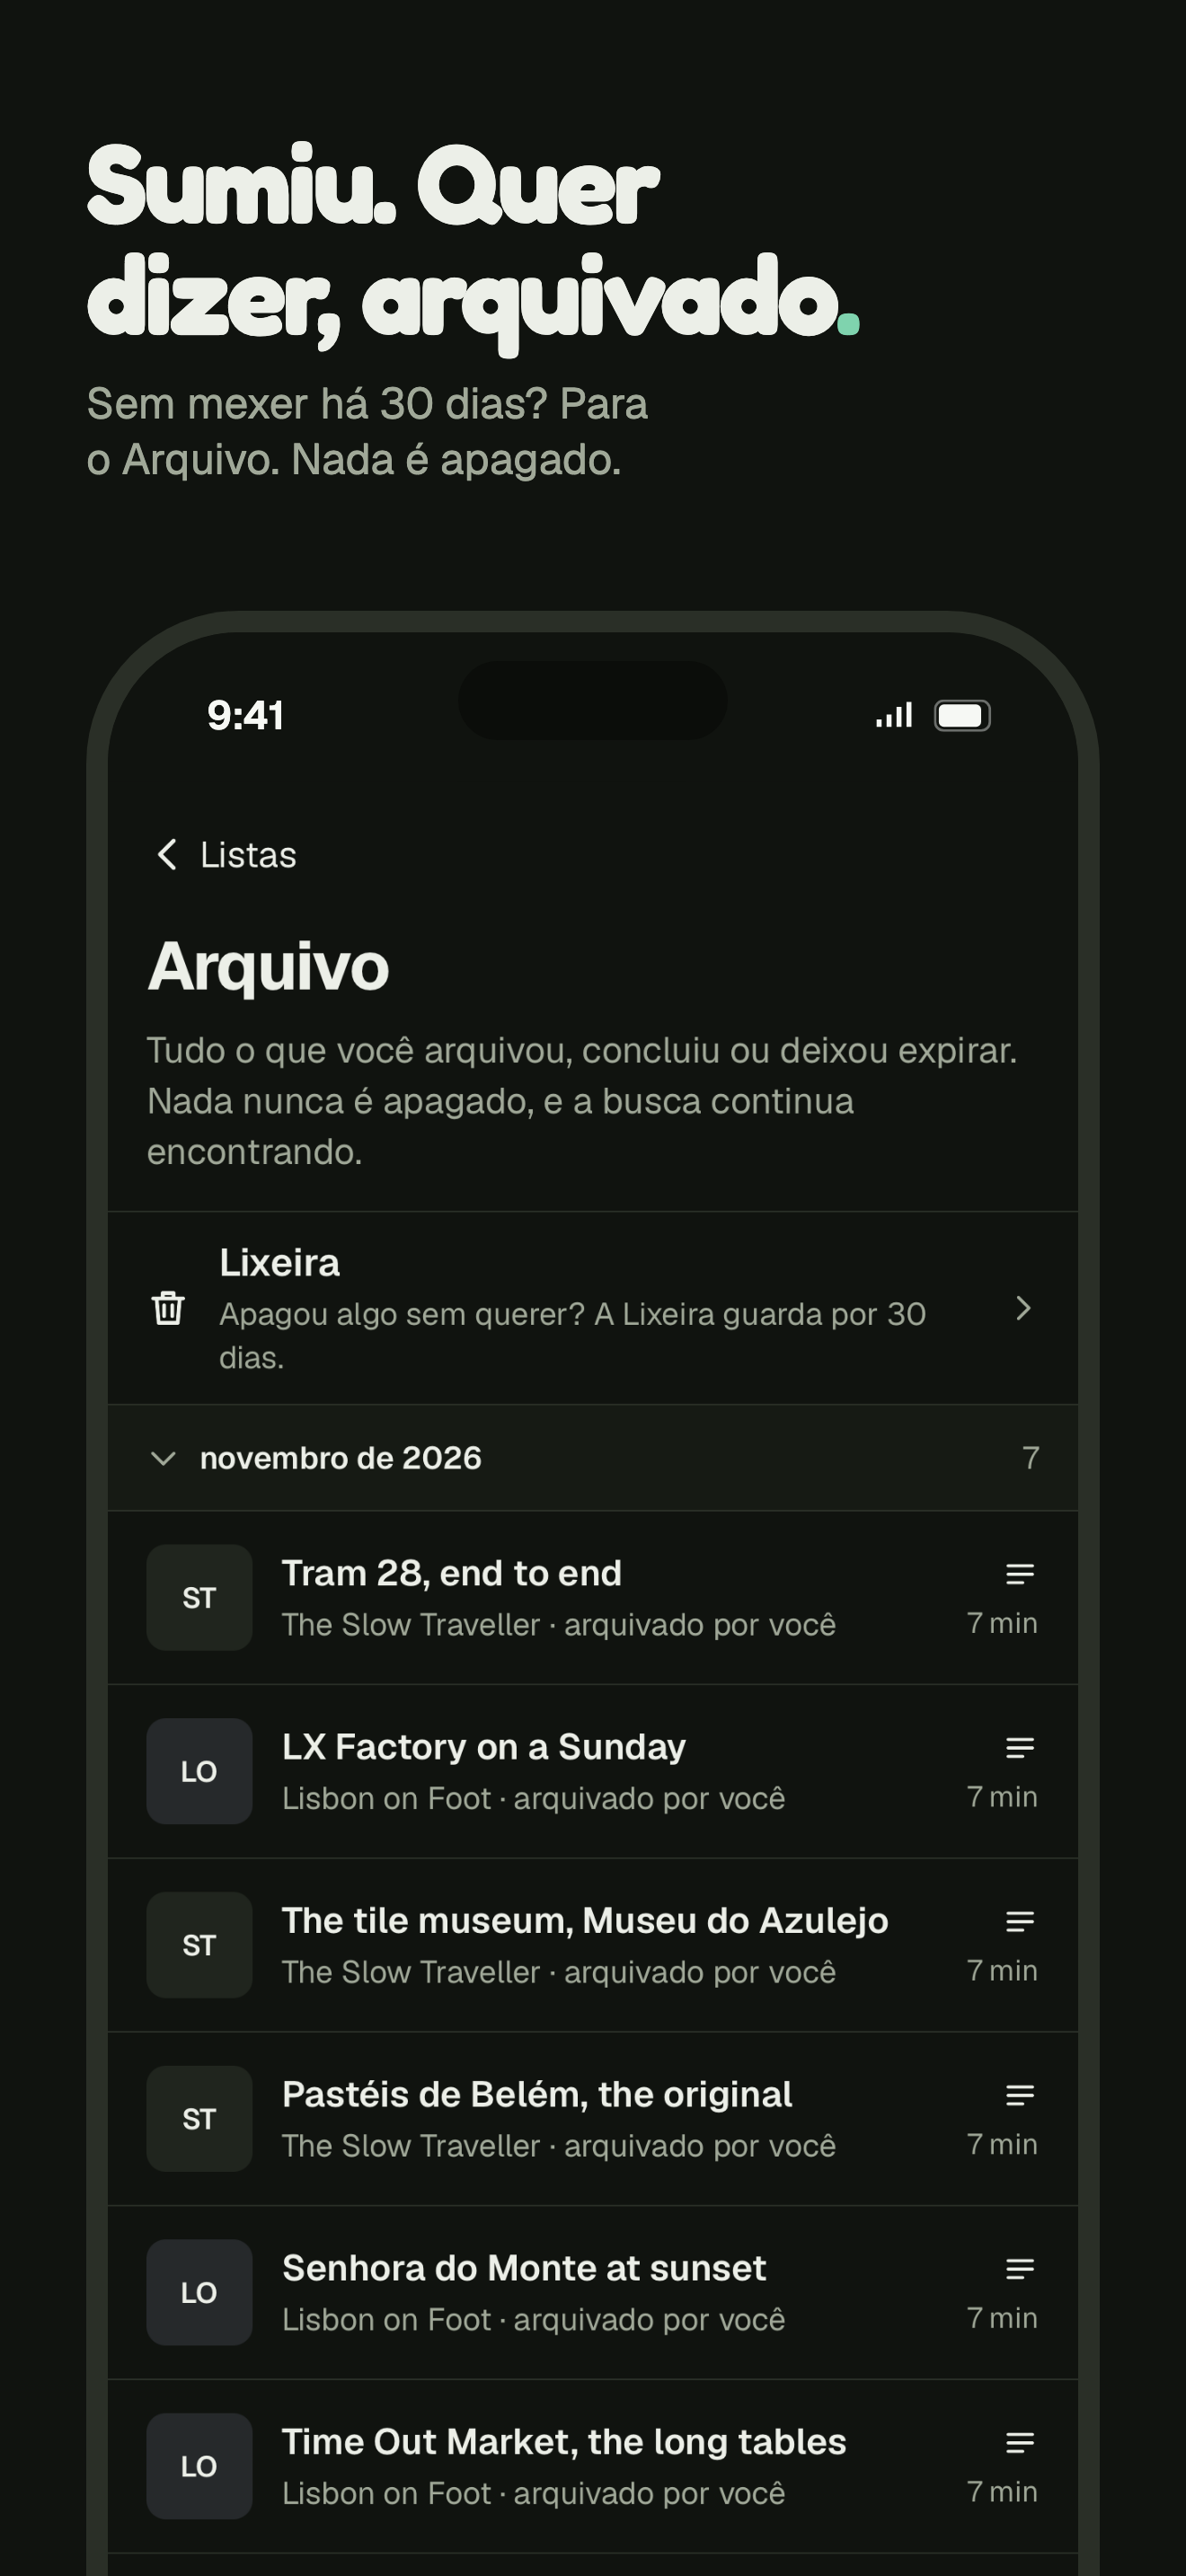 Sumiu. Quer
dizer, arquivado.
Sem mexer há 30 dias? Para
o Arquivo. Nada é apagado.
9:41
Listas
Arquivo
Tudo o que você arquivou, concluiu ou deixou expirar.
Nada nunca é apagado, e a busca continua
encontrando.
Lixeira
Apagou algo sem querer? A Lixeira guarda por 30
dias.
novembro de 2026 7
ST
Tram 28, end to end
The Slow Traveller · arquivado por você
7 min
LO
LX Factory on a Sunday
Lisbon on Foot · arquivado por você
7 min
ST
The tile museum, Museu do Azulejo
The Slow Traveller · arquivado por você
7 min
ST
Pastéis de Belém, the original
The Slow Traveller · arquivado por você
7 min
LO
Senhora do Monte at sunset
Lisbon on Foot · arquivado por você
7 min
LO
Time Out Market, the long tables
Lisbon on Foot · arquivado por você
7 min